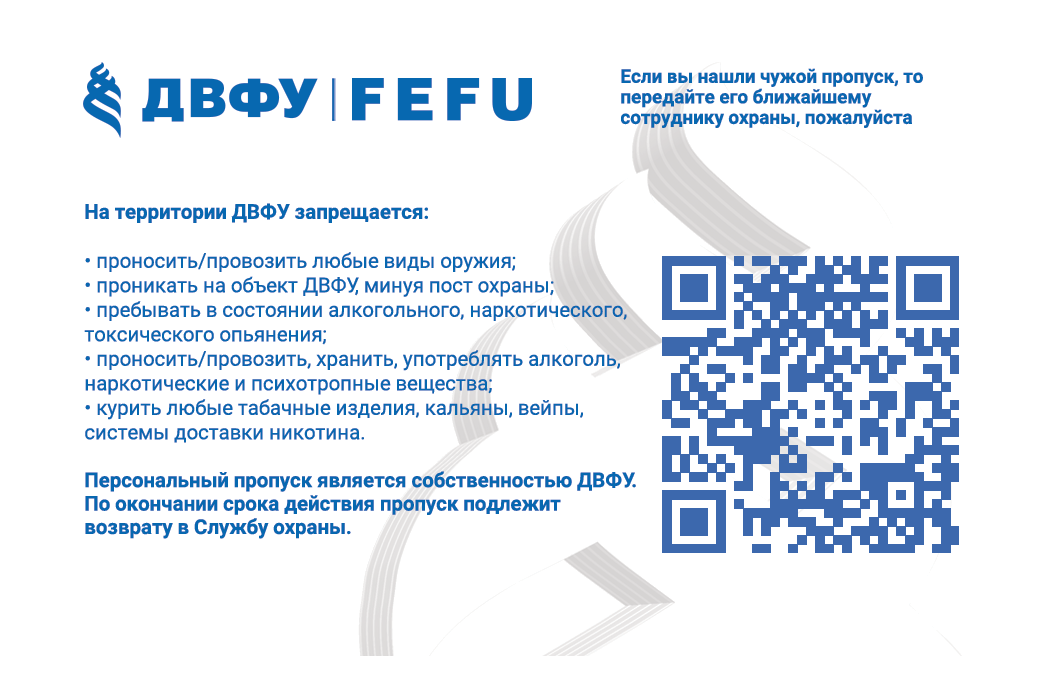 ДВФУ | FEFU
Если вы нашли чужой пропуск, то
передайте его ближайшему
сотруднику охраны, пожалуйста
На территории ДВФУ запрещается:
• проносить/провозить любые виды оружия;
• проникать на объект ДВФУ, минуя пост охраны;
• пребывать в состоянии алкогольного, наркотического,
токсического опьянения;
• проносить/провозить, хранить, употреблять алкоголь,
наркотические и психотропные вещества;
• курить любые табачные изделия, кальяны, вейпы,
системы доставки никотина.
Персональный пропуск является собственностью ДВФУ.
По окончании срока действия пропуск подлежит
возврату в Службу охраны.